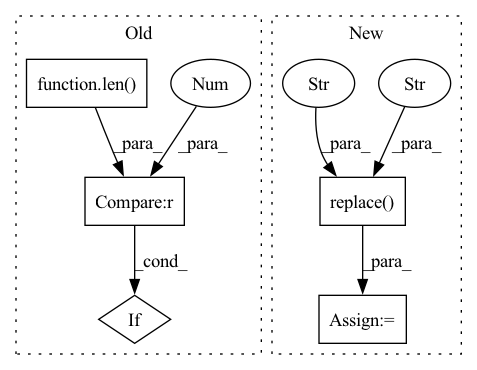 Old
New
function.len()
Num
Str
Str
_para_
_para_
_para_
_para_
Compare:r
replace()
_cond_
_para_
If
Assign:=